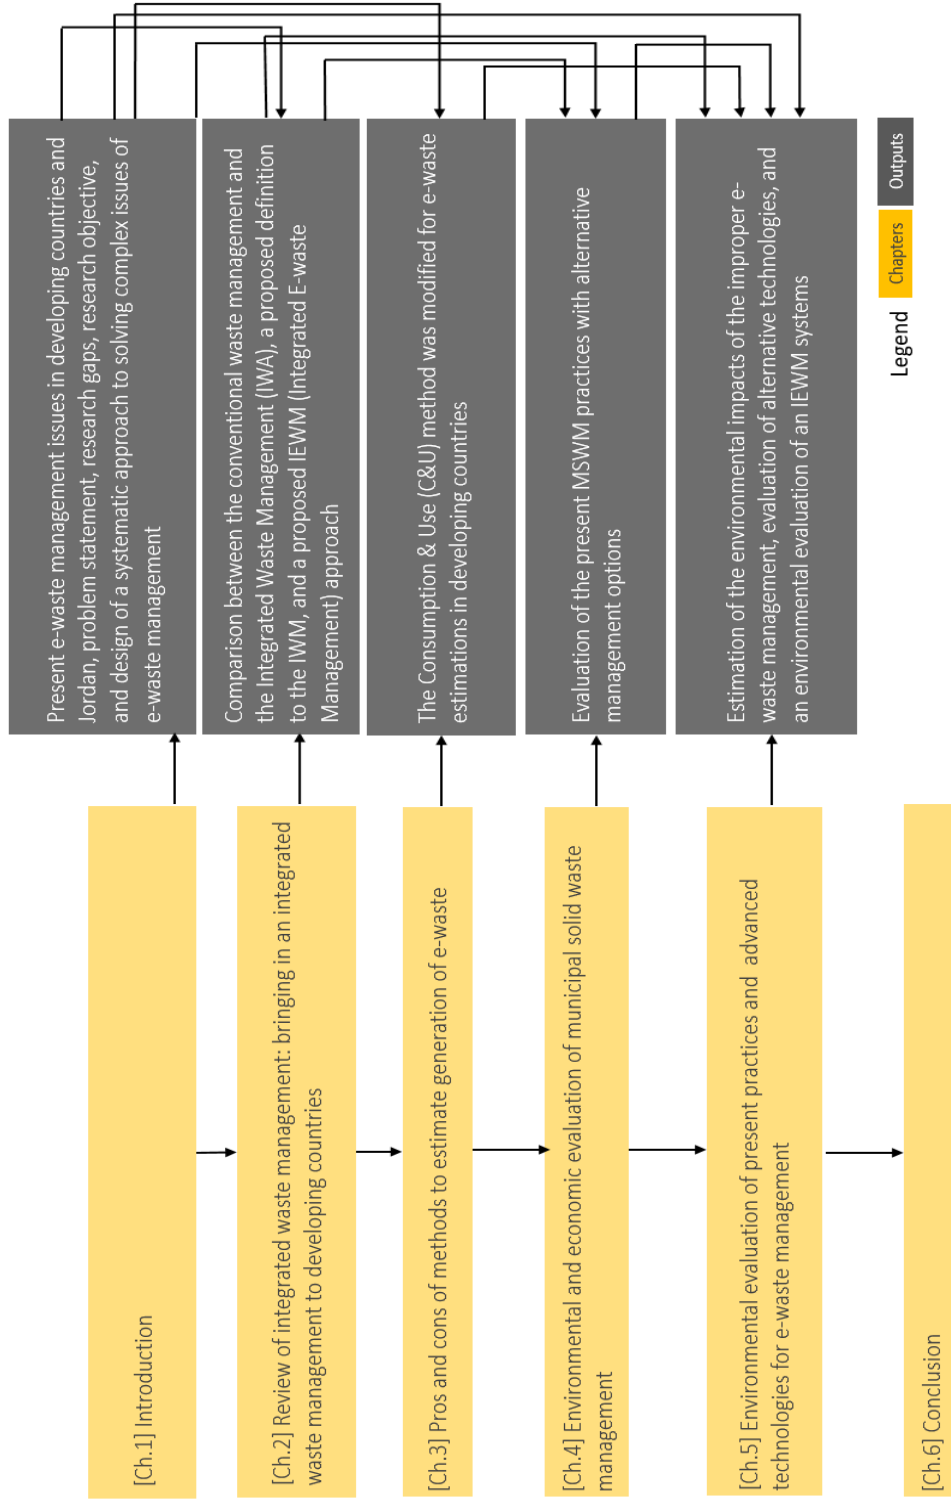 [Ch.1] Introduction
Present e-waste management issues in developing countries and
Jordan, problem statement, research gaps, research objective,
and design of a systematic approach to solving complex issues of
e-waste management
[Ch.2] Review of integrated waste management: bringing in an integrated
waste management to developing countries
Comparison between the conventional waste management and
the Integrated Waste Management (IWA), a proposed definition
to the IWM, and a proposed IEWM (Integrated E-waste
Management) approach
[Ch.3] Pros and cons of methods to estimate generation of e-waste
The Consumption & Use (C&U) method was modified for e-waste
estimations in developing countries
[Ch.4] Environmental and economic evaluation of municipal solid waste
management
Evaluation of the present MSWM practices with alternative
management options
[Ch.5] Environmental evaluation of present practices and advanced
technologies for e-waste management
Estimation of the environmental impacts of the improper e-
waste management, evaluation of alternative technologies, and
an environmental evaluation of an IEWM systems
[Ch.6] Conclusion
Legend
Chapters
Outputs